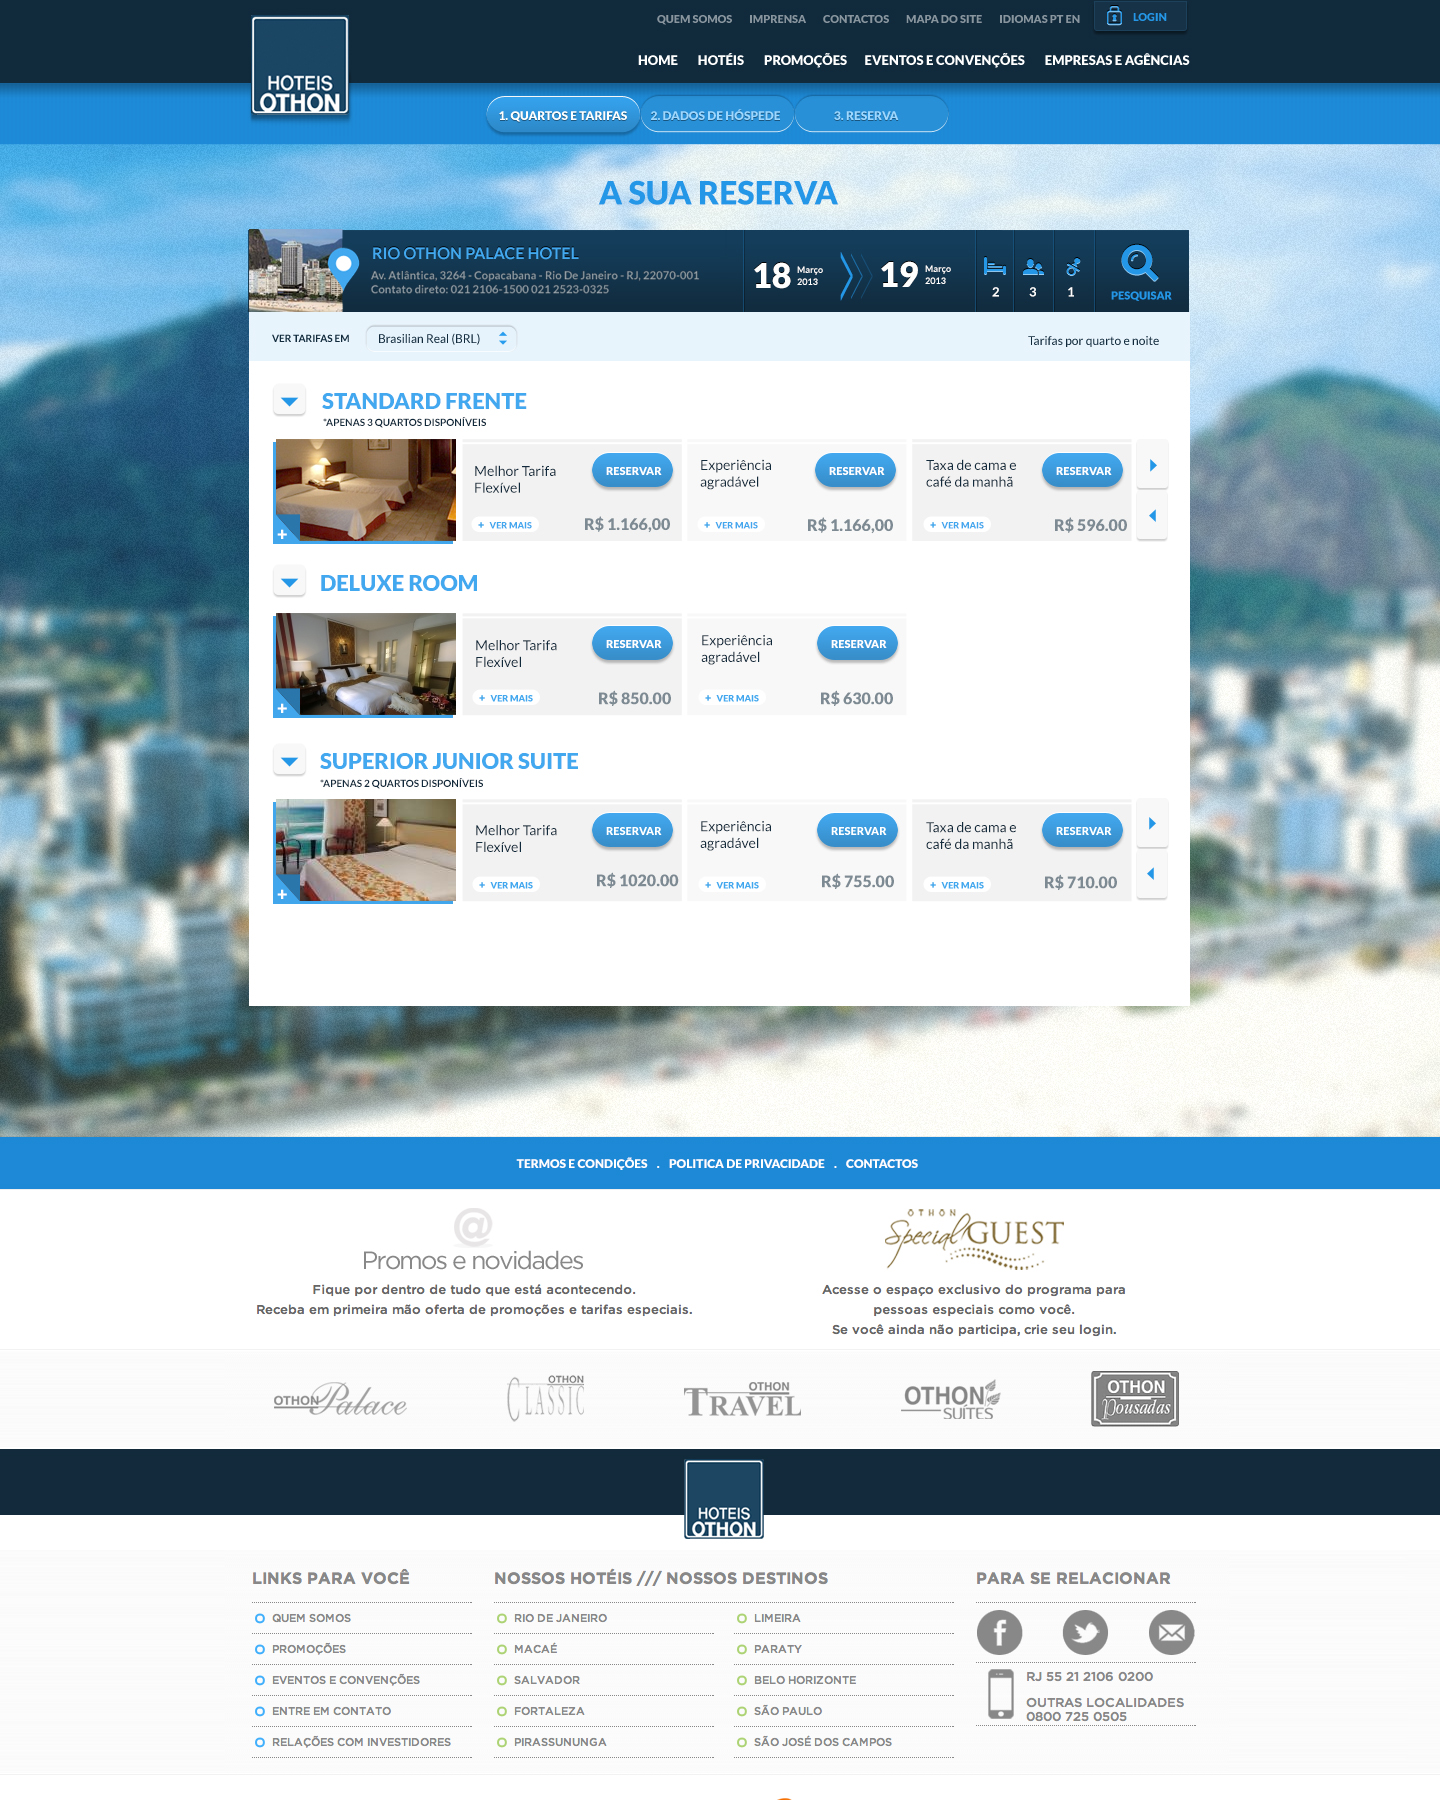 QUEM SOMOS IMPRENSA CONTACTOS MAPA DO SITE IDIOMAS PT EN LOGIN
HOME HOTÉIS PROMOÇÕES EVENTOS E CONVENÇÕES EMPRESAS E AGÊNCIAS
HOTEIS
OTHON
1. QUARTOS E TARIFAS 2. DADOS DE HÓSPEDE 3. RESERVA
A SUA RESERVA
RIO OTHON PALACE HOTEL
Av. Atlântica, 3264 - Copacabana - Rio De Janeiro - RJ, 22070-001
Contato direto: 021 2106-1500 021 2523-0325
18 Março 2013
19 Março 2013
2 3 1
PESQUISAR
VER TARIFAS EM Brasilian Real (BRL) Tarifas por quarto e noite
STANDARD FRENTE
*APENAS 3 QUARTOS DISPONÍVEIS
Melhor Tarifa
Flexível
RESERVAR
+ VER MAIS R$ 1.166,00
Experiência
agradável
RESERVAR
+ VER MAIS R$ 1.166,00
Taxa de cama e
café da manhã
RESERVAR
+ VER MAIS R$ 596.00
DELUXE ROOM
Melhor Tarifa
Flexível
RESERVAR
+ VER MAIS R$ 850.00
Experiência
agradável
RESERVAR
+ VER MAIS R$ 630.00
SUPERIOR JUNIOR SUITE
*APENAS 2 QUARTOS DISPONÍVEIS
Melhor Tarifa
Flexível
RESERVAR
+ VER MAIS R$ 1020.00
Experiência
agradável
RESERVAR
+ VER MAIS R$ 755.00
Taxa de cama e
café da manhã
RESERVAR
+ VER MAIS R$ 710.00
TERMOS E CONDIÇÕES . POLITICA DE PRIVACIDADE . CONTACTOS
@
Promos e novidades
Fique por dentro de tudo que está acontecendo.
Receba em primeira mão oferta de promoções e tarifas especiais.
OTHON
Special GUEST
Acesse o espaço exclusivo do programa para
pessoas especiais como você.
Se você ainda não participa, crie seu login.
OTHON Palace
OTHON
CLASSIC
OTHON
TRAVEL
OTHON
SUITES
OTHON
Pousadas
HOTEIS
OTHON
LINKS PARA VOCÊ
QUEM SOMOS
PROMOÇÕES
EVENTOS E CONVENÇÕES
ENTRE EM CONTATO
RELAÇÕES COM INVESTIDORES
NOSSOS HOTÉIS /// NOSSOS DESTINOS
RIO DE JANEIRO
MACAÉ
SALVADOR
FORTALEZA
PIRASSUNUNGA
LIMEIRA
PARATY
BELO HORIZONTE
SÃO PAULO
SÃO JOSÉ DOS CAMPOS
PARA SE RELACIONAR
RJ 55 21 2106 0200
OUTRAS LOCALIDADES
0800 725 0505